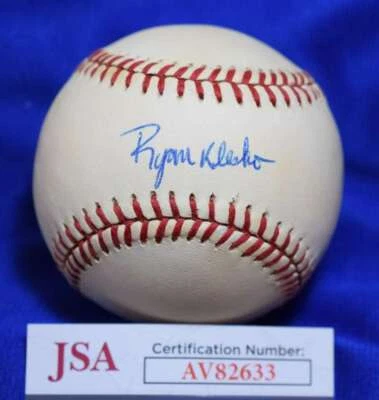 Ryan Klesko
JSA
Certification Number:
AV82633